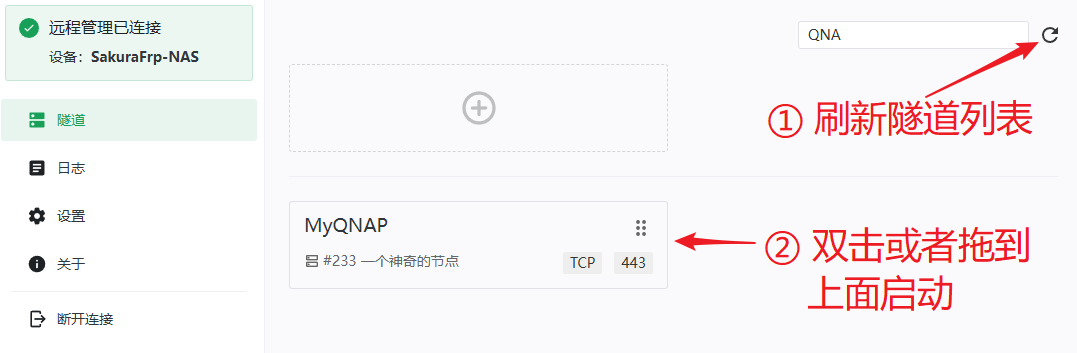 远程管理已连接
设备：SakuraFrp-NAS
隧道
日志
设置
关于
断开连接
QNA
① 刷新隧道列表
MyQNAP
#233 一个神奇的节点
TCP
443
② 双击或者拖到
上面启动